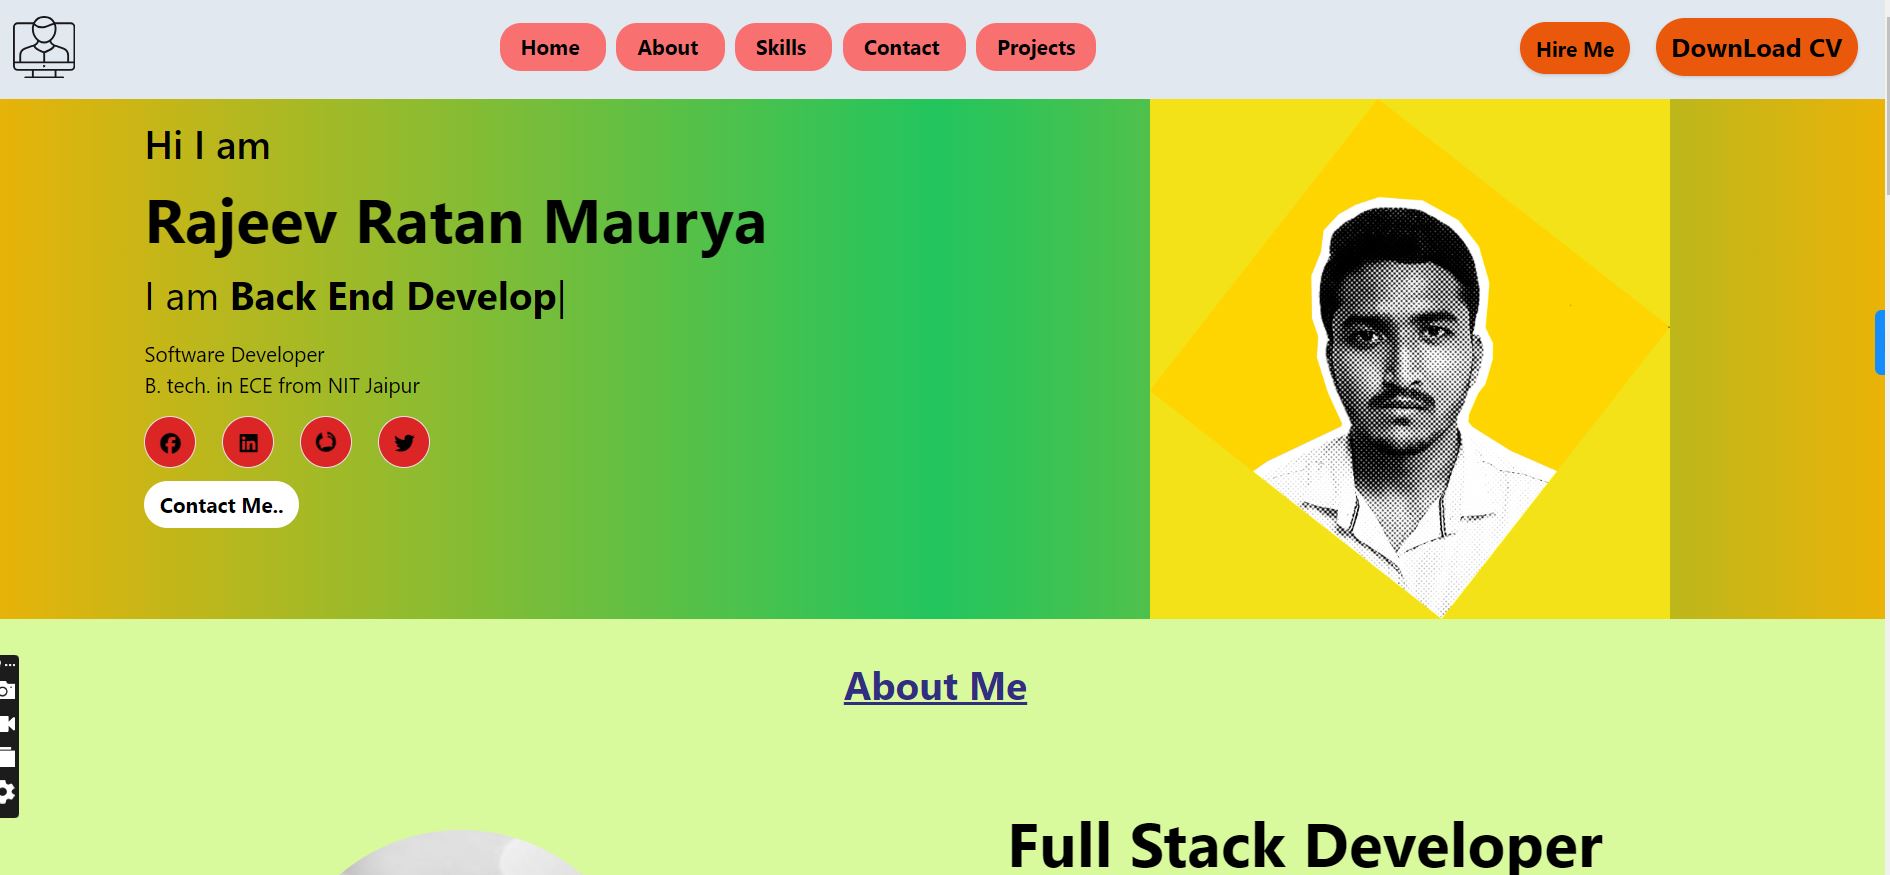 Home About Skills Contact Projects Hire Me DownLoad CV
Hi I am
Rajeev Ratan Maurya
I am Back End Develop|
Software Developer
B. tech. in ECE from NIT Jaipur
Contact Me..
About Me
Full Stack Developer